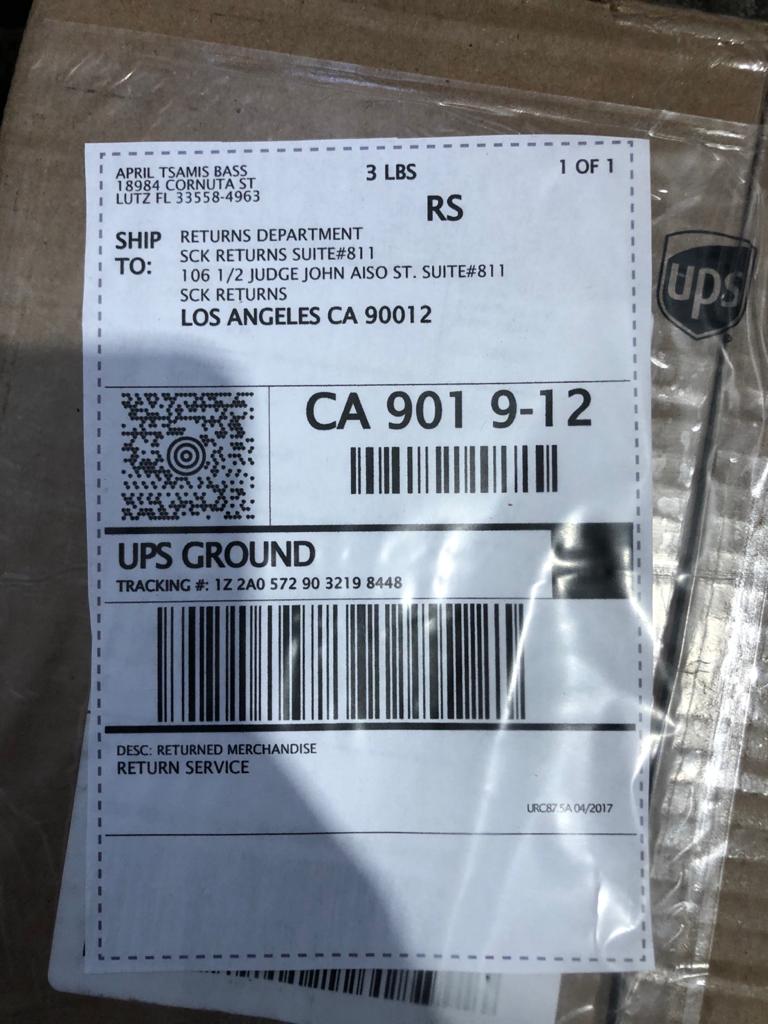 APRIL TSAMIS BASS
18984 CORNUTA ST
LUTZ FL 33558-4963
3 LBS
1 OF 1
RS
SHIP TO:
RETURNS DEPARTMENT
SCK RETURNS SUITE#811
106 1/2 JUDGE JOHN AISO ST. SUITE#811
SCK RETURNS
LOS ANGELES CA 90012
ups
CA 901 9-12
UPS GROUND
TRACKING #: 1Z 2A0 572 90 3219 8448
DESC: RETURNED MERCHANDISE
RETURN SERVICE
URC87.5A 04/2017